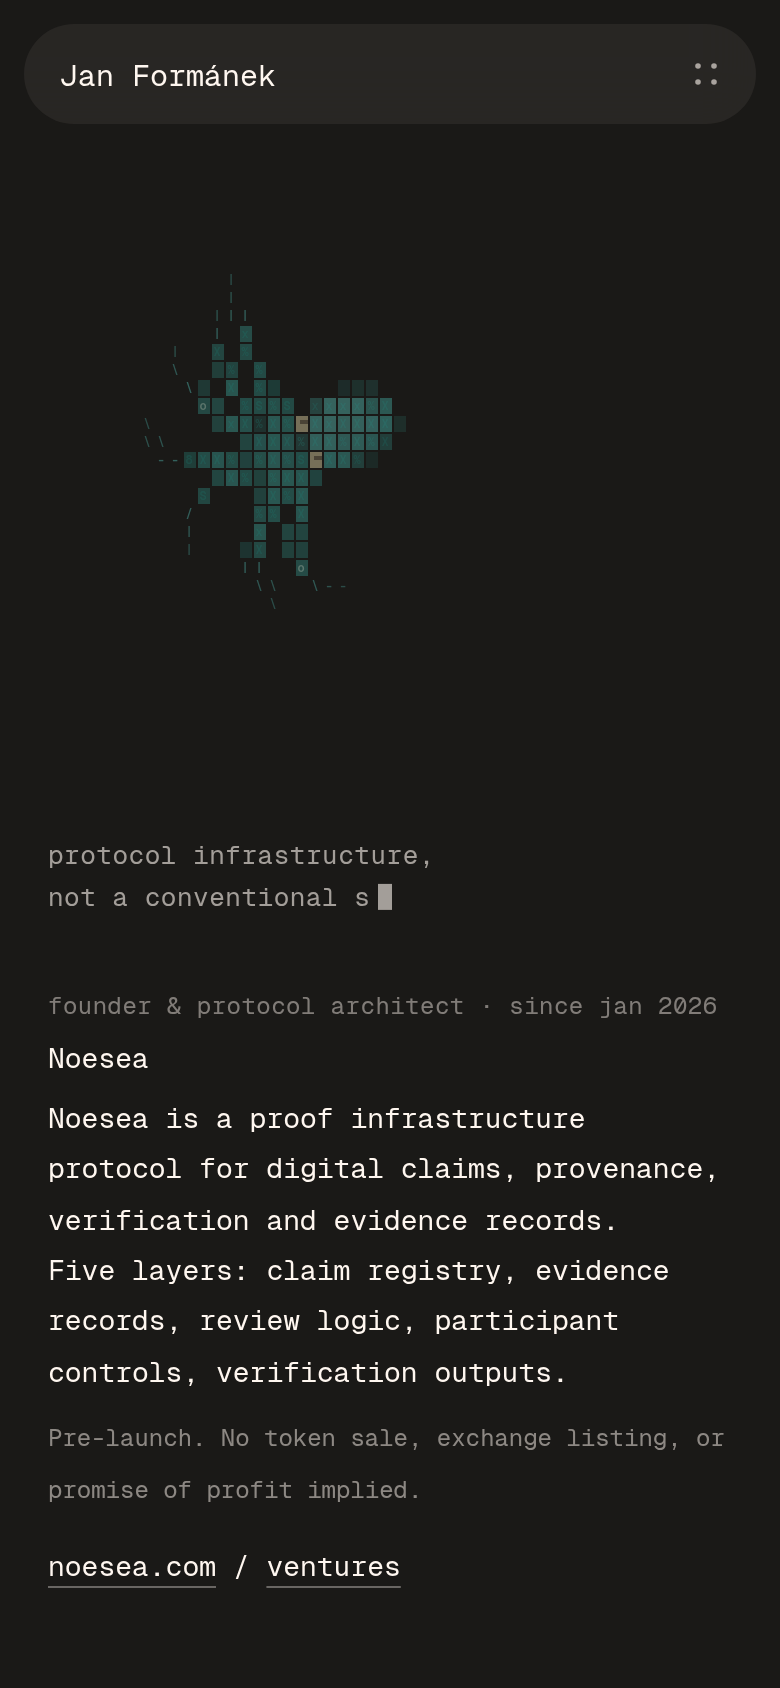 Jan Formánek
protocol infrastructure,
not a conventional s
founder & protocol architect · since jan 2026
Noesea
Noesea is a proof infrastructure
protocol for digital claims, provenance,
verification and evidence records.
Five layers: claim registry, evidence
records, review logic, participant
controls, verification outputs.
Pre-launch. No token sale, exchange listing, or
promise of profit implied.
noesea.com / ventures